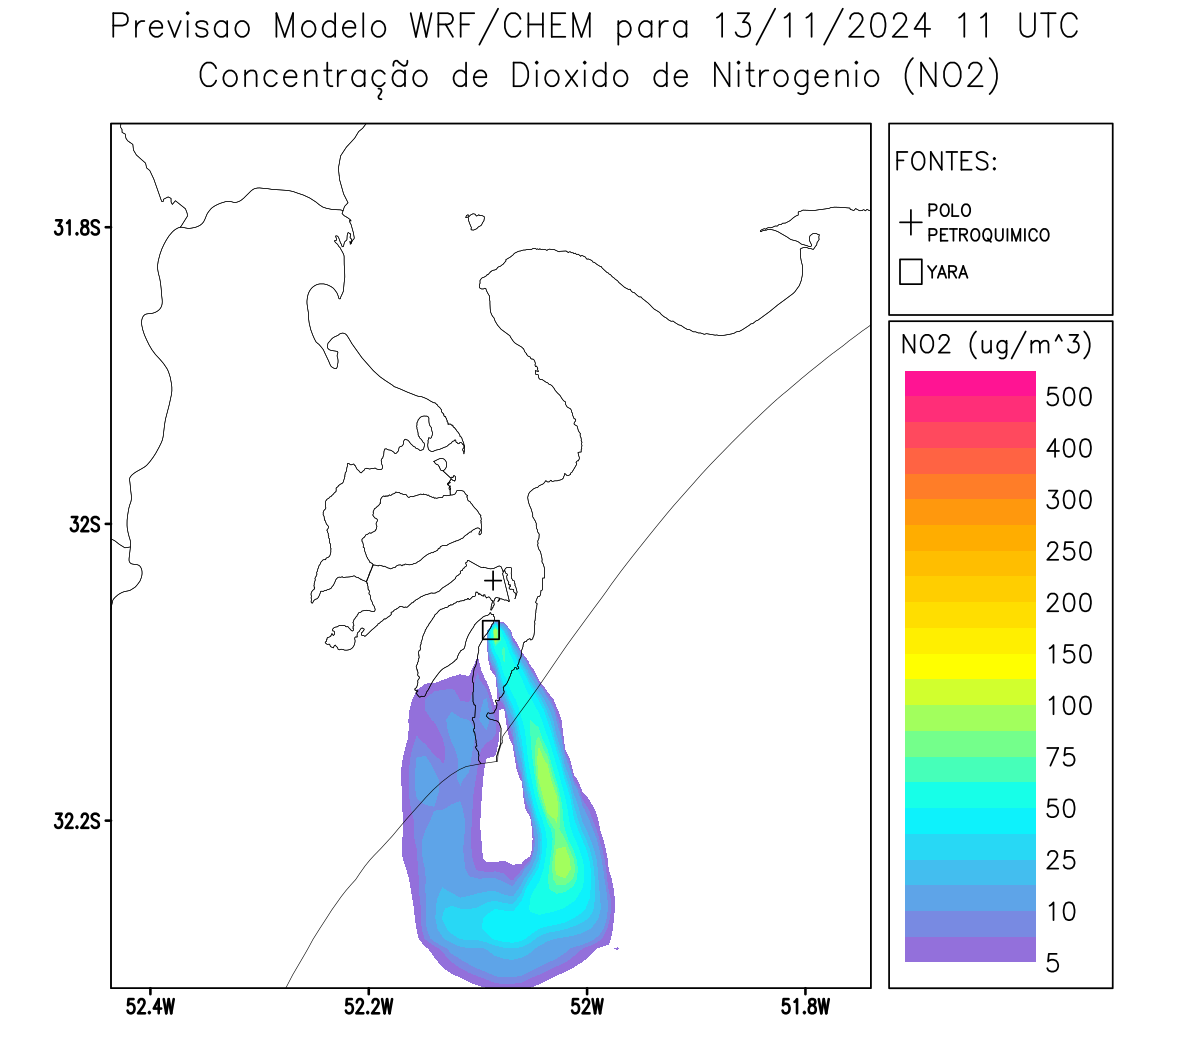 Previsao Modelo WRF/CHEM para 13/11/2024 11 UTC
Concentração de Dioxido de Nitrogenio (NO2)
FONTES:
POLO
PETROQUIMICO
YARA
NO2 (ug/m^3)
500
400
300
250
200
150
100
75
50
25
10
5
31.8S
32S
32.2S
52.4W
52.2W
52W
51.8W